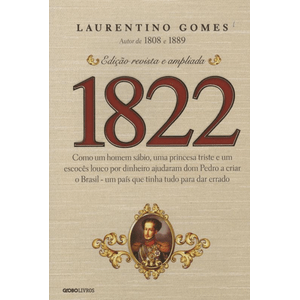 LAURENTINO GOMES
Autor de 1808 e 1889
Edição revista e ampliada
1822
Como um homem sábio, uma princesa triste e um
escocês louco por dinheiro ajudaram dom Pedro a criar
o Brasil - um país que tinha tudo para dar errado
GLOBOLIVROS